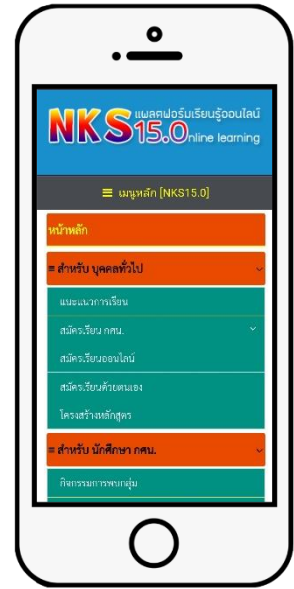 NKS แพลตฟอร์มเรียนรู้ออนไลน์
15.0 Online learning
≡ เมนูหลัก [NKS15.0]
หน้าหลัก
≡ สำหรับ บุคคลทั่วไป
แนะแนวการเรียน
สมัครเรียน กศน.
สมัครเรียนออนไลน์
สมัครเรียนด้วยตนเอง
โครงสร้างหลักสูตร
≡ สำหรับ นักศึกษา กศน.
กิจกรรมการพบกลุ่ม